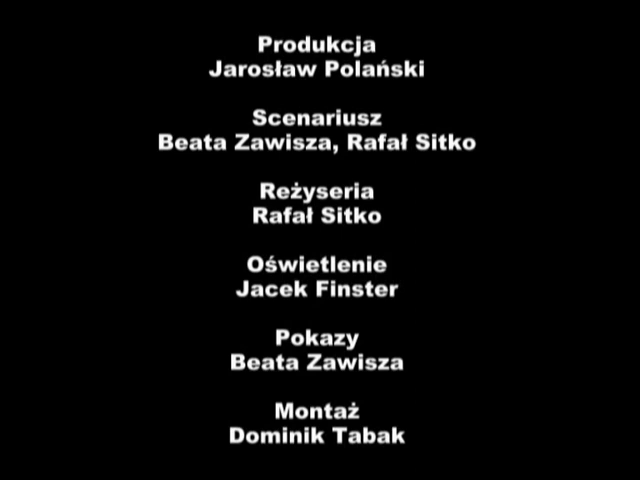 Produkcja
Jarosław Polański
Scenariusz
Beata Zawisza, Rafał Sitko
Reżyseria
Rafał Sitko
Oświetlenie
Jacek Finster
Pokazy
Beata Zawisza
Montaż
Dominik Tabak